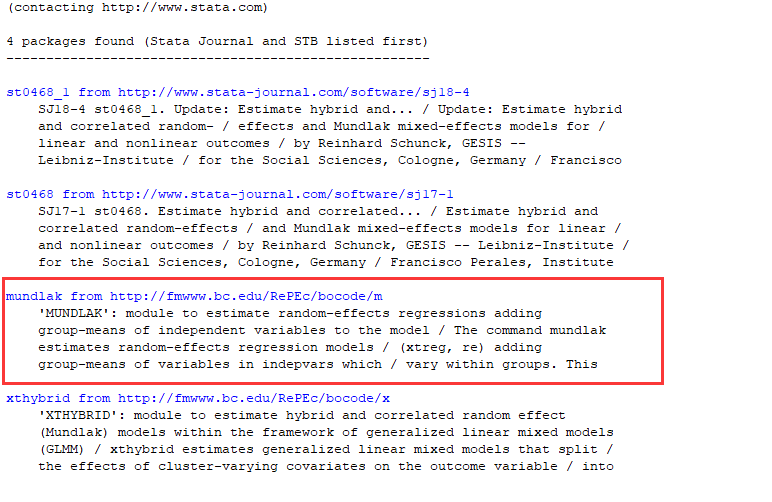 (contacting http://www.stata.com)
4 packages found (Stata Journal and STB listed first)
-----------------------------------------------------
st0468_1 from http://www.stata-journal.com/software/sj18-4
SJ18-4 st0468_1. Update: Estimate hybrid and... / Update: Estimate hybrid
and correlated random- / effects and Mundlak mixed-effects models for /
linear and nonlinear outcomes / by Reinhard Schunck, GESIS --
Leibniz-Institute / for the Social Sciences, Cologne, Germany / Francisco
st0468 from http://www.stata-journal.com/software/sj17-1
SJ17-1 st0468. Estimate hybrid and correlated... / Estimate hybrid and
correlated random-effects / and Mundlak mixed-effects models for linear /
and nonlinear outcomes / by Reinhard Schunck, GESIS -- Leibniz-Institute /
for the Social Sciences, Cologne, Germany / Francisco Perales, Institute
mundlak from http://fmwww.bc.edu/RePEc/bocode/m
'MUNDLAK': module to estimate random-effects regressions adding
group-means of independent variables to the model / The command mundlak
estimates random-effects regression models / (xtreg, re) adding
group-means of variables in indepvars which / vary within groups. This
xthybrid from http://fmwww.bc.edu/RePEc/bocode/x
'XTHYBRID': module to estimate hybrid and correlated random effect
(Mundlak) models within the framework of generalized linear mixed models
(GLMM) / xthybrid estimates generalized linear mixed models that split /
the effects of cluster-varying covariates on the outcome variable / into